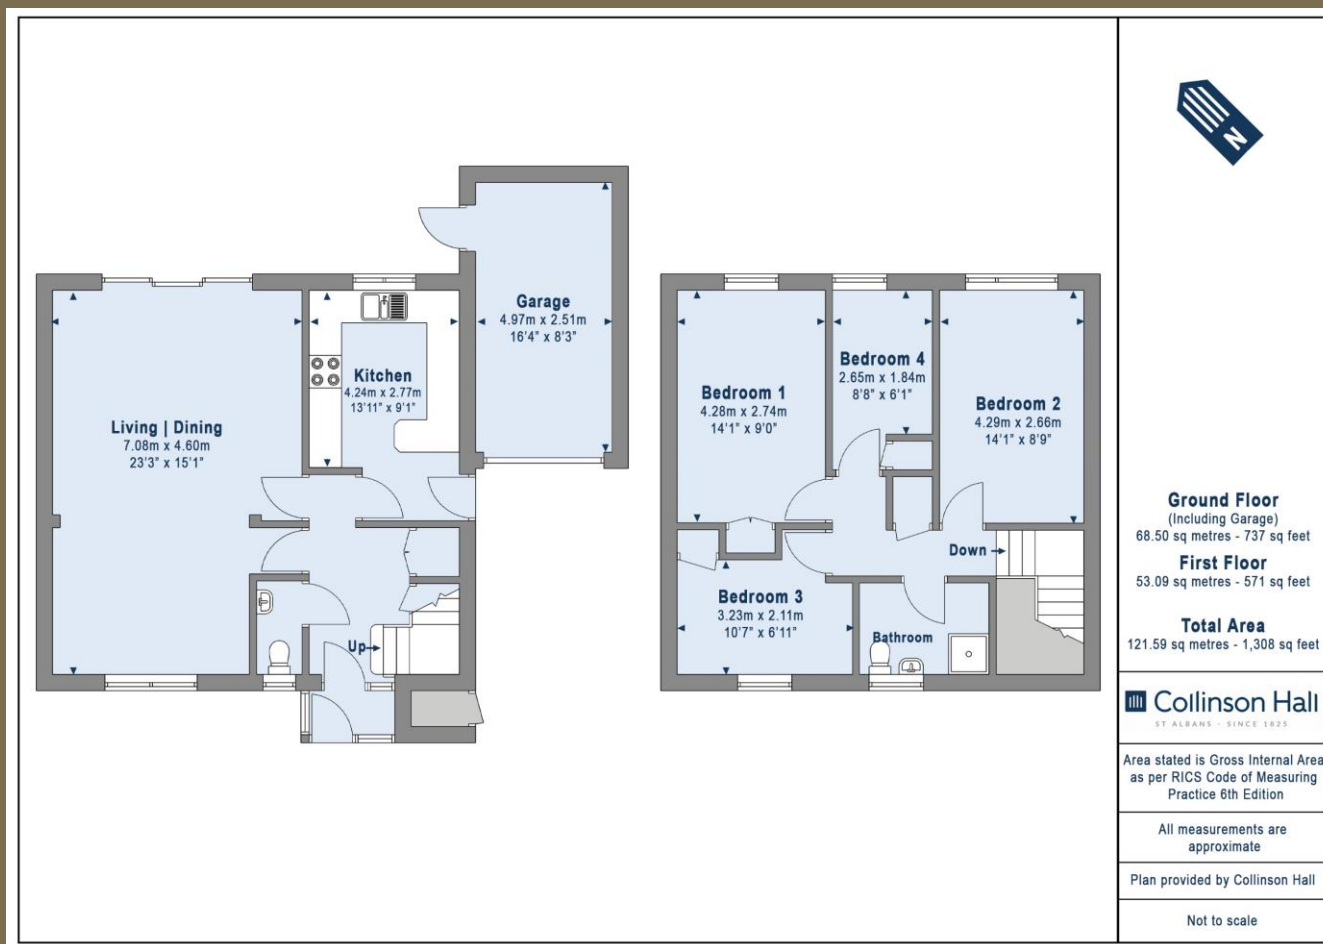 Living | Dining
7.08m x 4.60m
23'3" x 15'1"
Kitchen
4.24m x 2.77m
13'11" x 9'1"
Garage
4.97m x 2.51m
16'4" x 8'3"
Up
Bedroom 1
4.28m x 2.74m
14'1" x 9'0"
Bedroom 4
2.65m x 1.84m
8'8" x 6'1"
Bedroom 2
4.29m x 2.66m
14'1" x 8'9"
Down
Bedroom 3
3.23m x 2.11m
10'7" x 6'11"
Bathroom
N
Ground Floor
(Including Garage)
68.50 sq metres - 737 sq feet
First Floor
53.09 sq metres - 571 sq feet
Total Area
121.59 sq metres - 1,308 sq feet
Collinson Hall
ST ALBANS - SINCE 1825
Area stated is Gross Internal Area
as per RICS Code of Measuring
Practice 6th Edition
All measurements are
approximate
Plan provided by Collinson Hall
Not to scale